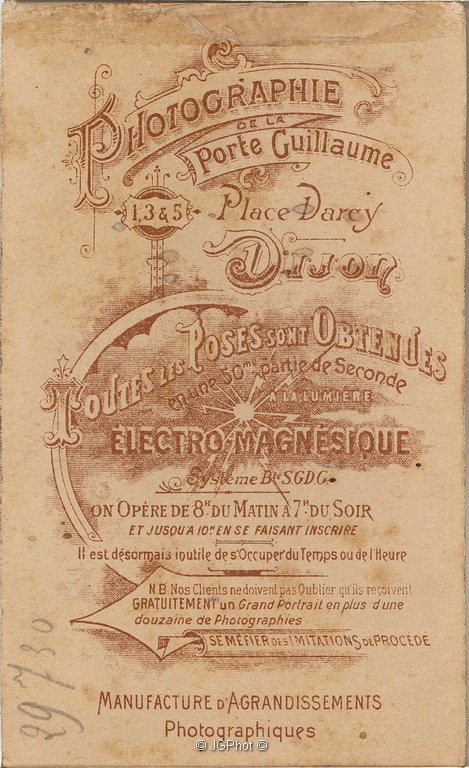 PHOTOGRAPHIE
DE LA
Porte Guillaume
1, 3 & 5 Place Darcy
DIJON
TOUTES LES POSES SONT OBTENUES
en une 50me partie de Seconde
A LA LUMIÈRE
ÉLECTRO-MAGNÉSIQUE
Système Bté S.G.D.G.
ON OPÈRE DE 8H DU MATIN À 7H DU SOIR
ET JUSQU'A 10H EN SE FAISANT INSCRIRE
Il est désormais inutile de s'Occuper du Temps ou de l'Heure
N.B. Nos Clients ne doivent pas Oublier qu'ils reçoivent
GRATUITEMENT un Grand Portrait en plus d'une
douzaine de Photographies.
SE MÉFIER DES IMITATIONS DE PROCÉDÉ
29730
MANUFACTURE D'AGRANDISSEMENTS
Photographiques
© JGPhot ©